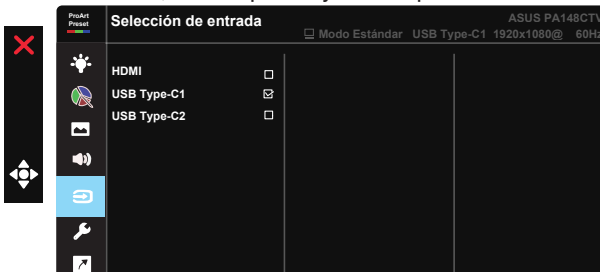 ProArt
Preset
Selección de entrada
ASUS PA148CTV
Modo Estándar USB Type-C1 1920x1080@ 60Hz
HDMI
USB Type-C1
USB Type-C2